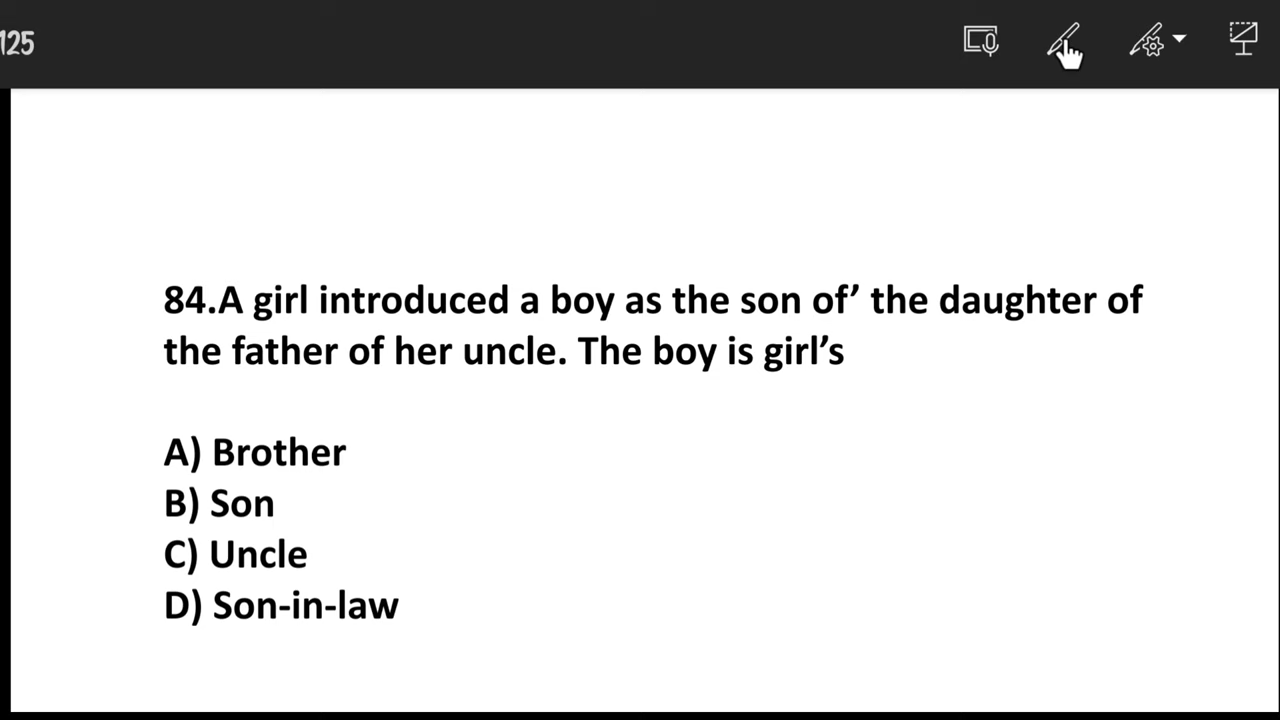 125
84.A girl introduced a boy as the son of’ the daughter of
the father of her uncle. The boy is girl’s
A) Brother
B) Son
C) Uncle
D) Son-in-law